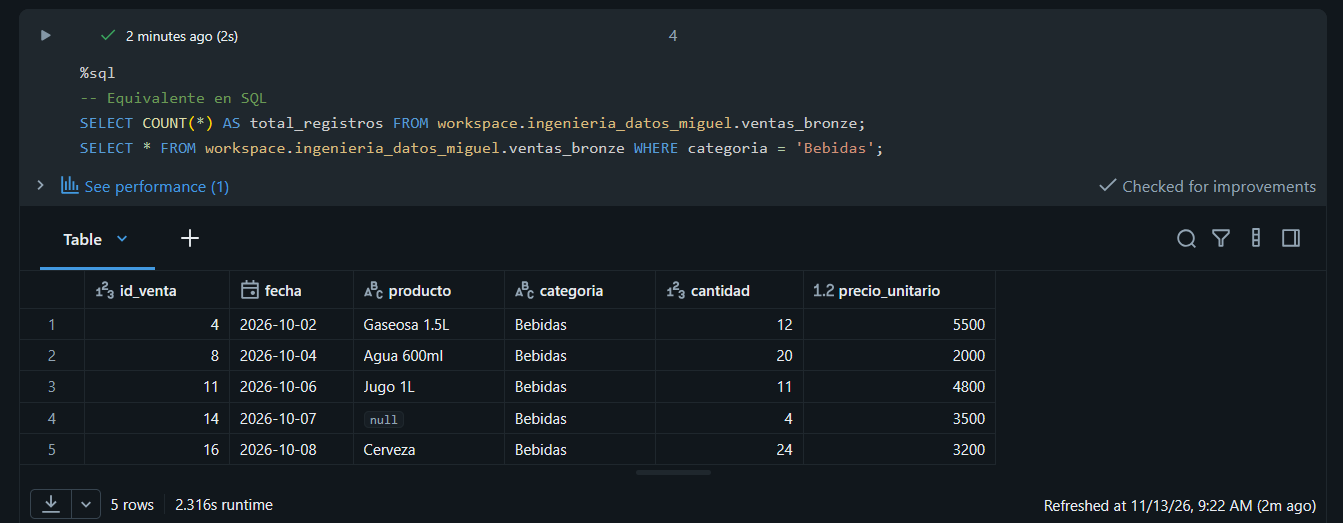 2 minutes ago (2s)
4
%sql
-- Equivalente en SQL
SELECT COUNT(*) AS total_registros FROM workspace.ingenieria_datos_miguel.ventas_bronze;
SELECT * FROM workspace.ingenieria_datos_miguel.ventas_bronze WHERE categoria = 'Bebidas';
See performance (1)
Checked for improvements
Table
id_venta fecha producto categoria cantidad precio_unitario
1 4 2026-10-02 Gaseosa 1.5L Bebidas 12 5500
2 8 2026-10-04 Agua 600ml Bebidas 20 2000
3 11 2026-10-06 Jugo 1L Bebidas 11 4800
4 14 2026-10-07 null Bebidas 4 3500
5 16 2026-10-08 Cerveza Bebidas 24 3200
5 rows 2.316s runtime
Refreshed at 11/13/26, 9:22 AM (2m ago)